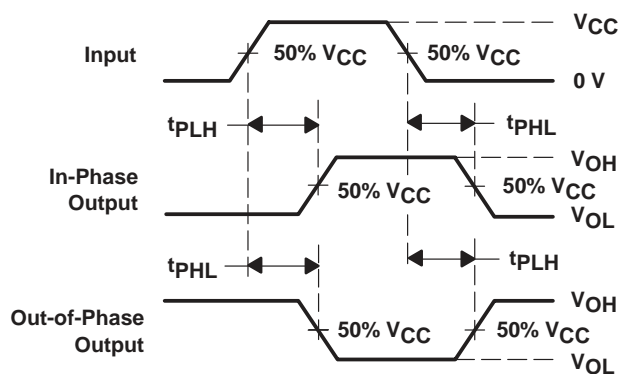 VCC
Input
50% VCC
50% VCC
0 V
tPLH
tPHL
In-Phase
Output
VOH
50% VCC
50% VCC
VOL
tPHL
tPLH
Out-of-Phase
Output
VOH
50% VCC
50% VCC
VOL